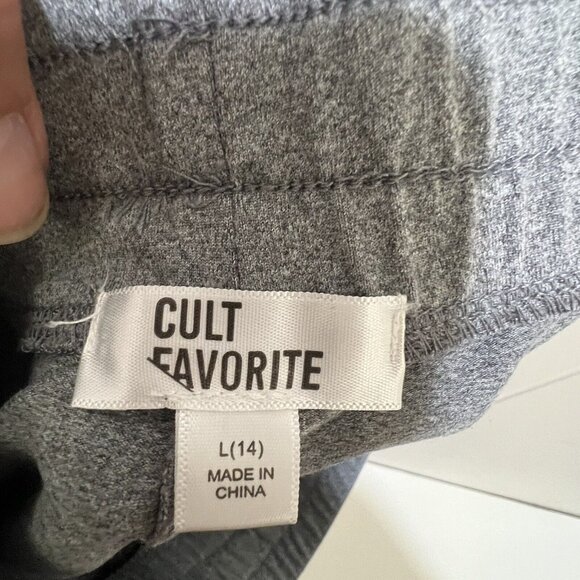 CULT
FAVORITE
L(14)
MADE IN
CHINA